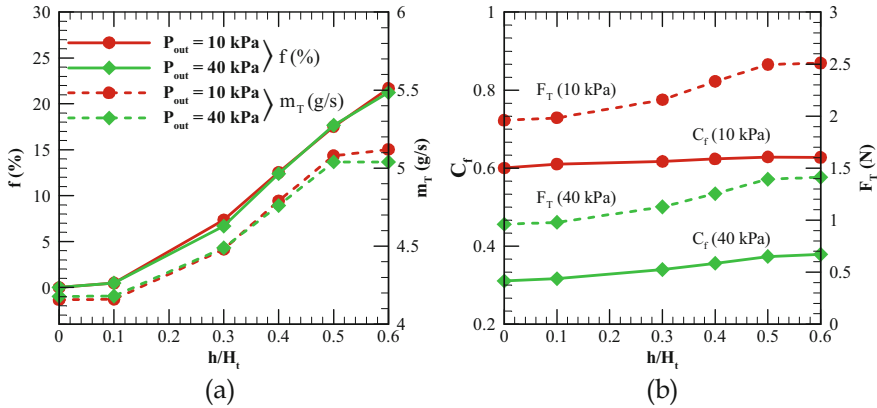 30
25
20
15
10
5
0
f (%)
6
5.5
5
4.5
4
m_T (g/s)
P_out = 10 kPa
P_out = 40 kPa
f (%)
P_out = 10 kPa
P_out = 40 kPa
m_T (g/s)
0 0.1 0.2 0.3 0.4 0.5 0.6
h/H_t
(a)
1
0.8
0.6
0.4
0.2
C_f
3
2.5
2
1.5
1
0.5
0
F_T (N)
F_T (10 kPa)
C_f (10 kPa)
F_T (40 kPa)
C_f (40 kPa)
0 0.1 0.2 0.3 0.4 0.5 0.6
h/H_t
(b)